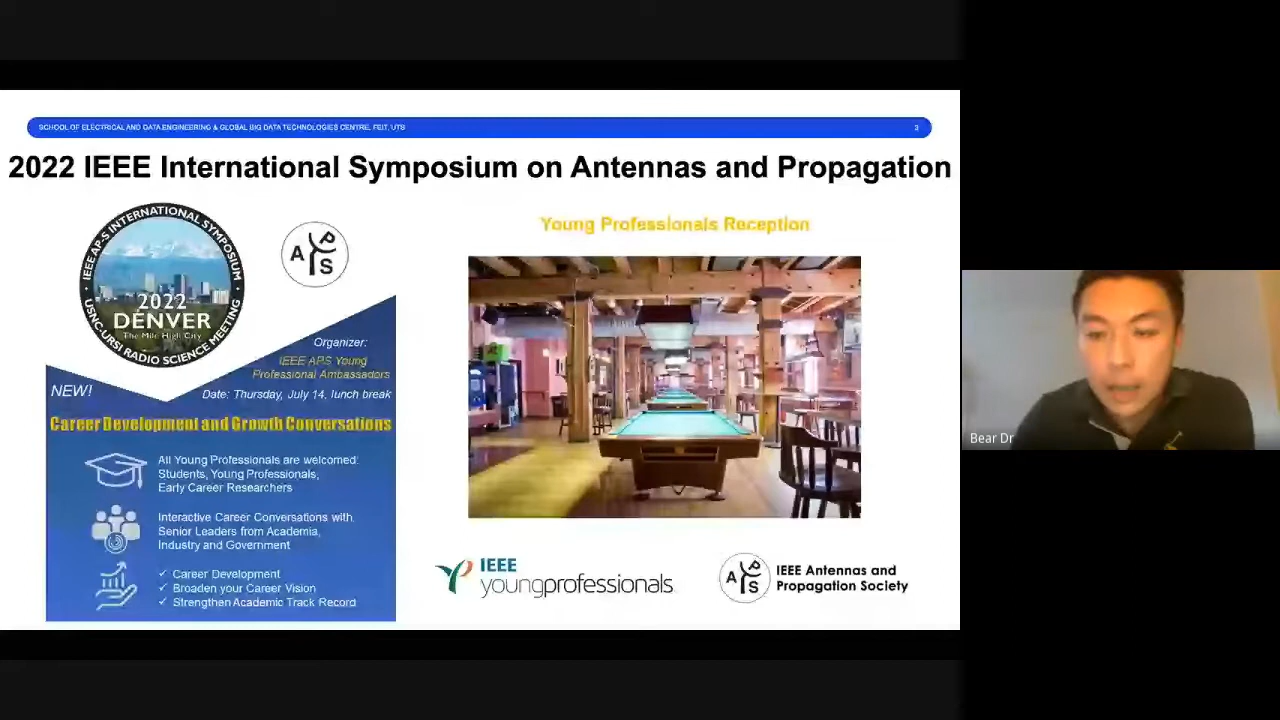 SCHOOL OF ELECTRICAL AND DATA ENGINEERING & GLOBAL BIG DATA TECHNOLOGIES CENTRE, FEIT, UTS
3
2022 IEEE International Symposium on Antennas and Propagation
IEEE AP-S INTERNATIONAL SYMPOSIUM
2022
DENVER
The Mile High City
USNC-URSI RADIO SCIENCE MEETING
A P S
Young Professionals Reception
Organizer:
IEEE APS Young
Professional Ambassadors
NEW!
Date: Thursday, July 14, lunch break
Career Development and Growth Conversations
All Young Professionals are welcomed:
Students, Young Professionals,
Early Career Researchers
Interactive Career Conversations with
Senior Leaders from Academia,
Industry and Government
✓ Career Development
✓ Broaden your Career Vision
✓ Strengthen Academic Track Record
IEEE
youngprofessionals
A P S
IEEE Antennas and
Propagation Society
Bear Dr